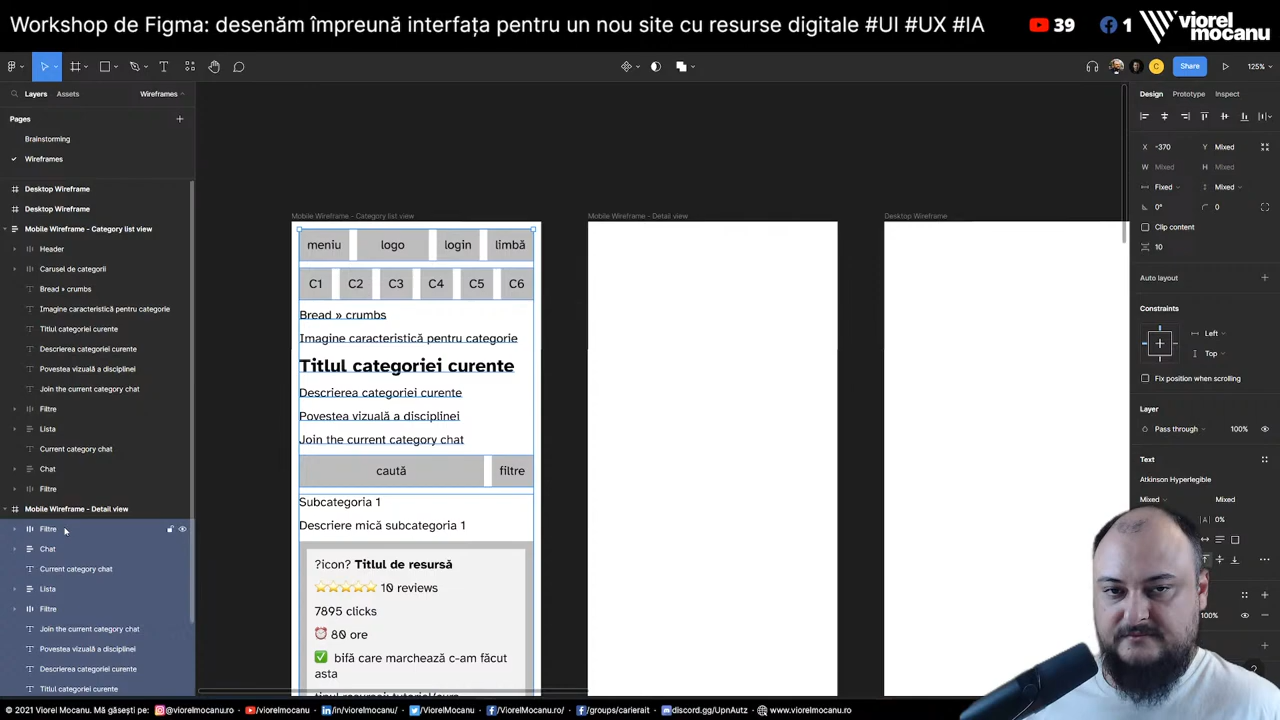 Workshop de Figma: desenăm împreună interfața pentru un nou site cu resurse digitale #UI #UX #IA
39
1
viorel
mocanu
C
Share
125%
Layers
Assets
Wireframes
Design
Prototype
Inspect
Pages
Brainstorming
Wireframes
Desktop Wireframe
Desktop Wireframe
Mobile Wireframe - Category list view
Header
Carusel de categorii
Bread » crumbs
Imagine caracteristică pentru categorie
Titlul categoriei curente
Descrierea categoriei curente
Povestea vizuală a disciplinei
Join the current category chat
Filtre
Lista
Current category chat
Chat
Filtre
Mobile Wireframe - Detail view
Filtre
Chat
Current category chat
Lista
Filtre
Join the current category chat
Povestea vizuală a disciplinei
Descrierea categoriei curente
Titlul categoriei curente
Mobile Wireframe - Category list view
meniu
logo
login
limbă
C1
C2
C3
C4
C5
C6
Bread » crumbs
Imagine caracteristică pentru categorie
Titlul categoriei curente
Descrierea categoriei curente
Povestea vizuală a disciplinei
Join the current category chat
caută
filtre
Subcategoria 1
Descriere mică subcategoria 1
?icon? Titlul de resursă
⭐⭐⭐⭐⭐ 10 reviews
7895 clicks
⏰ 80 ore
✅ bifă care marchează c-am făcut
asta
Mobile Wireframe - Detail view
Desktop Wireframe
X -370
Y Mixed
W Mixed
H Mixed
Fixed
Mixed
0°
0
Clip content
10
Auto layout
Constraints
Left
Top
Fix position when scrolling
Layer
Pass through
100%
Text
Atkinson Hyperlegible
Mixed
Mixed
0%
100%
© 2021 Viorel Mocanu. Mă găsești pe:
@viorelmocanu
/viorelmocanu
/in/viorelmocanu/
/ViorelMocanu
/ViorelMocanu.ro/
/groups/carierait
discord.gg/UpnAutz
www.viorelmocanu.ro